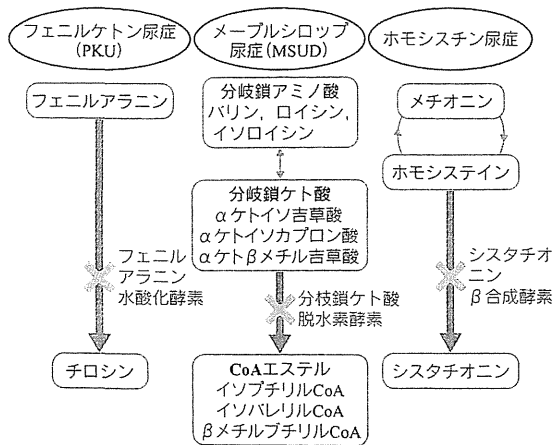 フェニルケトン尿症
(PKU)
フェニルアラニン
フェニル
アラニン
水酸化酵素
チロシン
メープルシロップ
尿症(MSUD)
分岐鎖アミノ酸
バリン，ロイシン，
イソロイシン
分岐鎖ケト酸
αケトイソ吉草酸
αケトイソカプロン酸
αケトβメチル吉草酸
分枝鎖ケト酸
脱水素酵素
CoAエステル
イソブチリルCoA
イソバレリルCoA
βメチルブチリルCoA
ホモシスチン尿症
メチオニン
ホモシステイン
シスタチオ
ニン
β合成酵素
シスタチオニン